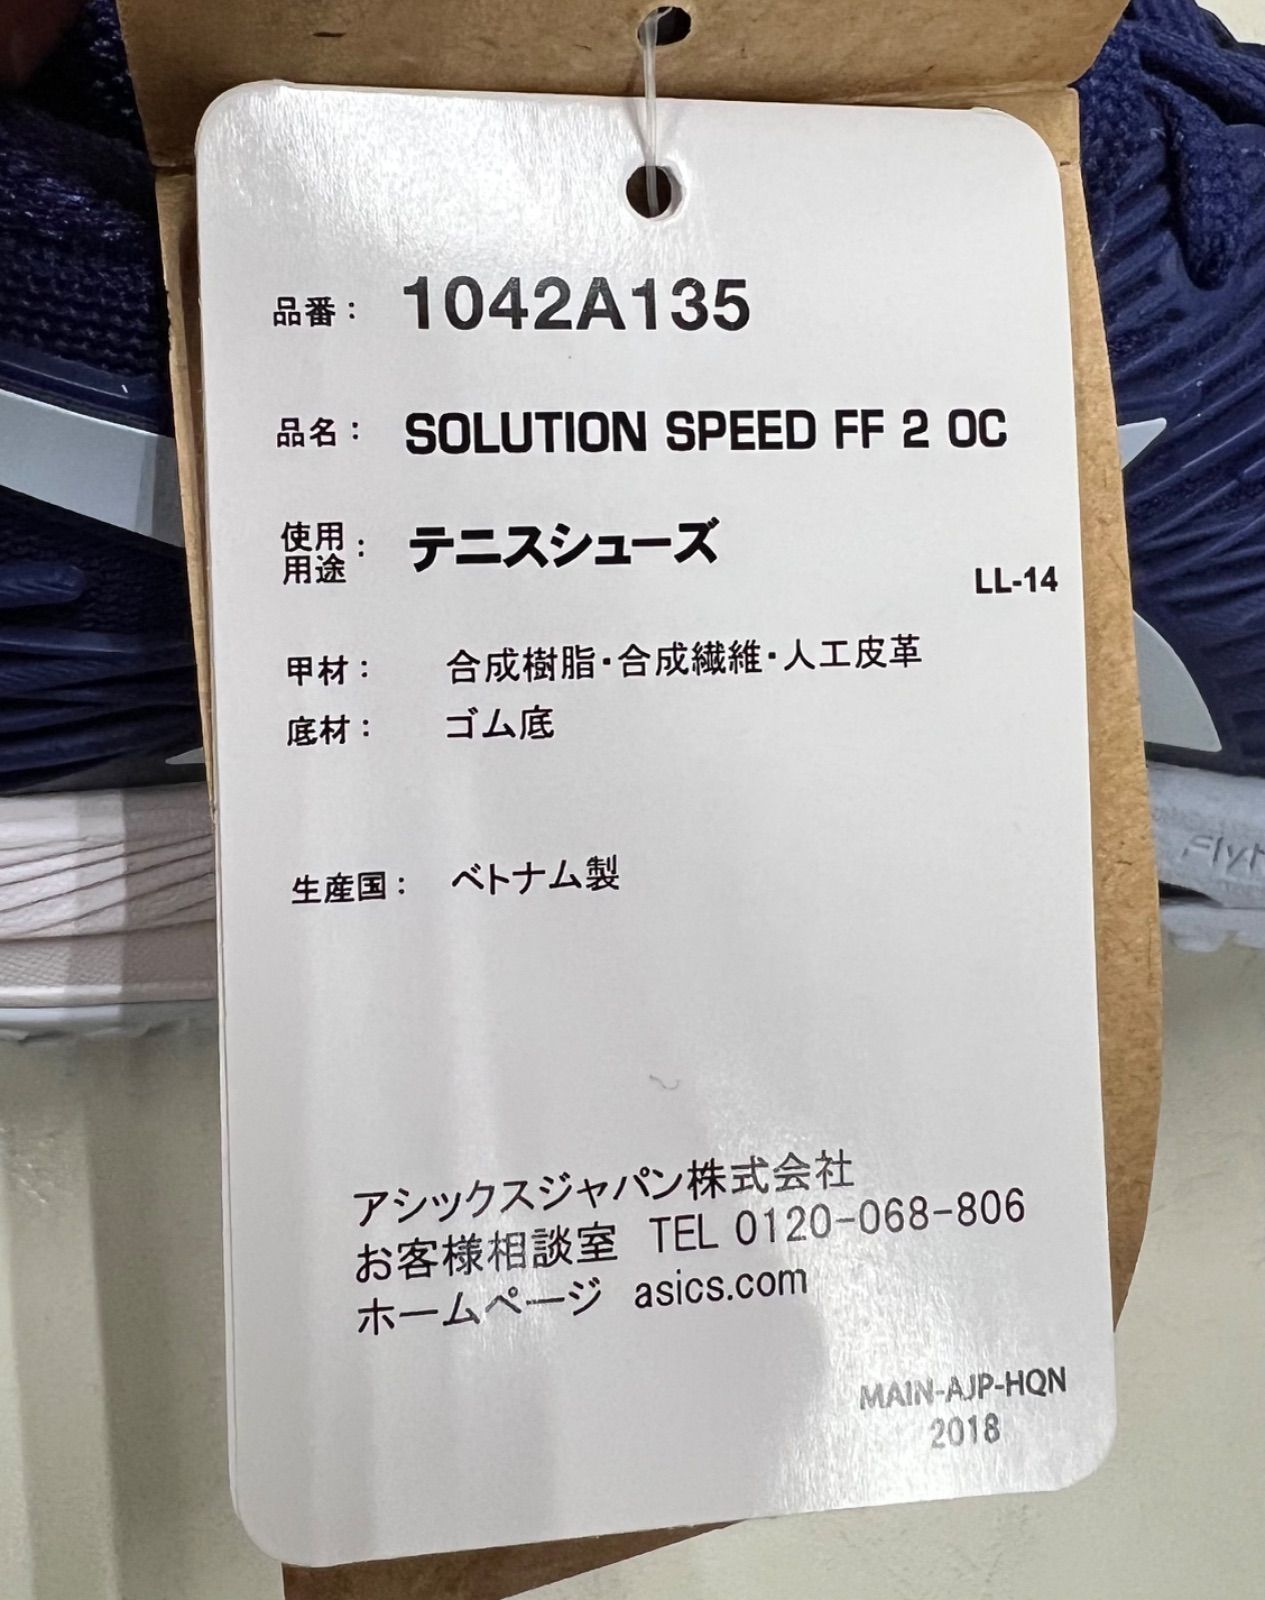 品番： 1042A135
品名： SOLUTION SPEED FF 2 OC
使用用途： テニスシューズ
LL-14
甲材： 合成樹脂・合成繊維・人工皮革
底材： ゴム底
生産国： ベトナム製
アシックスジャパン株式会社
お客様相談室 TEL 0120-068-806
ホームページ asics.com
MAIN-AJP-HQN
2018